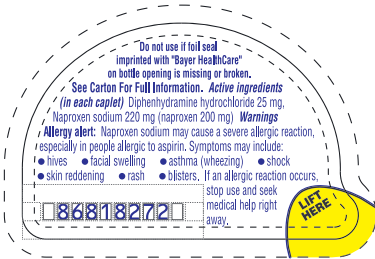 Do not use if foil seal
imprinted with "Bayer HealthCare"
on bottle opening is missing or broken.
See Carton For Full Information. Active ingredients
(in each caplet) Diphenhydramine hydrochloride 25 mg,
Naproxen sodium 220 mg (naproxen 200 mg) Warnings
Allergy alert: Naproxen sodium may cause a severe allergic reaction,
especially in people allergic to aspirin. Symptoms may include:
• hives • facial swelling • asthma (wheezing) • shock
• skin reddening • rash • blisters. If an allergic reaction occurs,
stop use and seek
medical help right
away.
86818272
LIFT
HERE